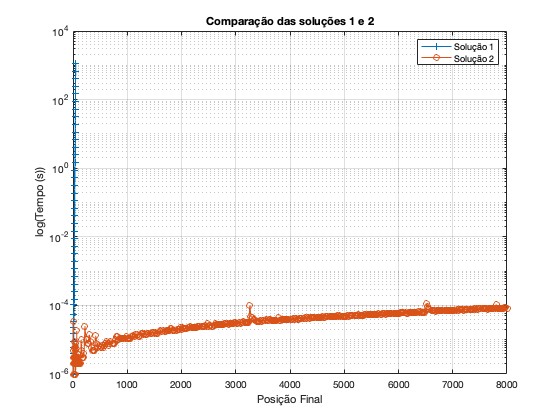 Comparação das soluções 1 e 2
Solução 1
Solução 2
log(Tempo (s))
10^4
10^2
10^0
10^-2
10^-4
10^-6
0 1000 2000 3000 4000 5000 6000 7000 8000
Posição Final